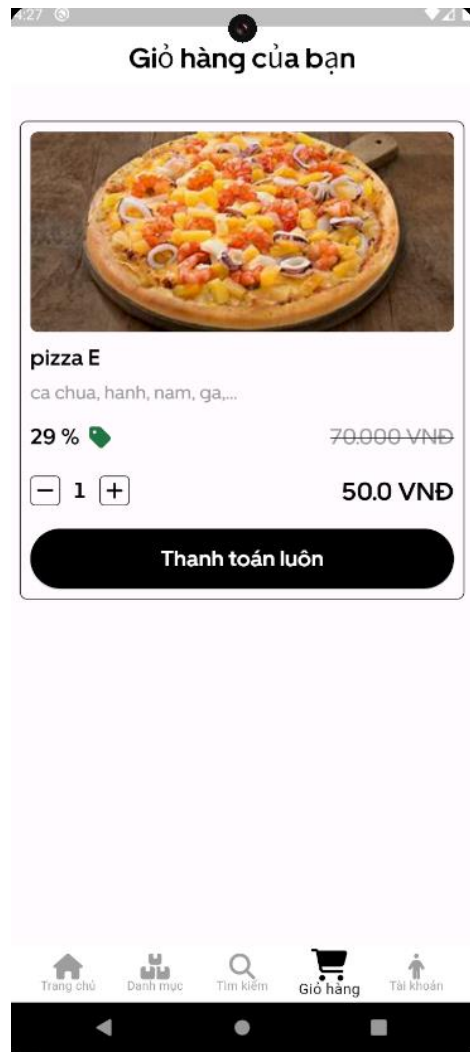 4:27
Giỏ hàng của bạn
pizza E
ca chua, hanh, nam, ga,...
29 %
70.000 VNĐ
1
50.0 VNĐ
Thanh toán luôn
Trang chủ
Danh mục
Tìm kiếm
Giỏ hàng
Tài khoản